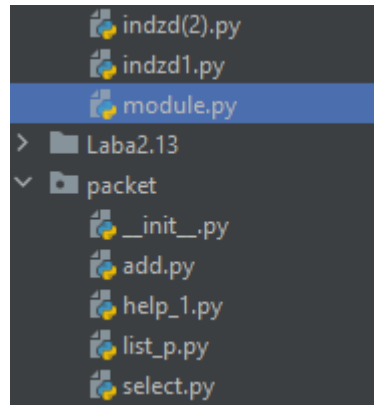 indzd(2).py
indzd1.py
module.py
Laba2.13
packet
__init__.py
add.py
help_1.py
list_p.py
select.py